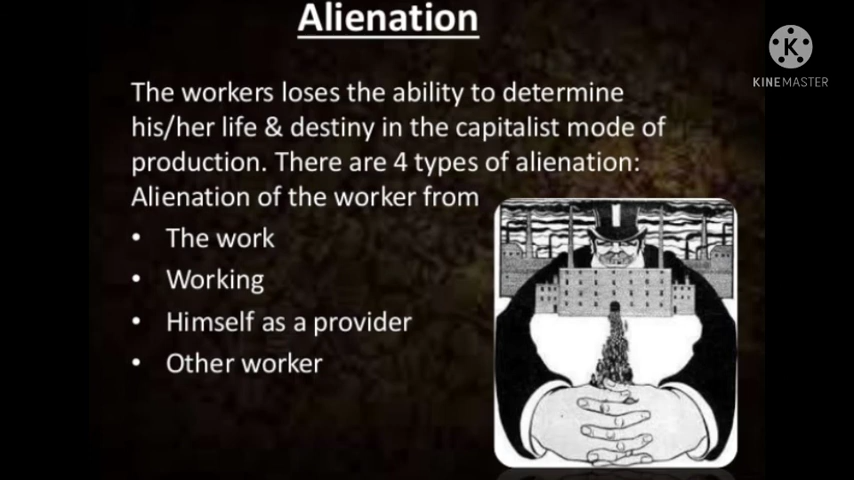 Alienation
K
KINEMASTER
The workers loses the ability to determine
his/her life & destiny in the capitalist mode of
production. There are 4 types of alienation:
Alienation of the worker from
• The work
• Working
• Himself as a provider
• Other worker